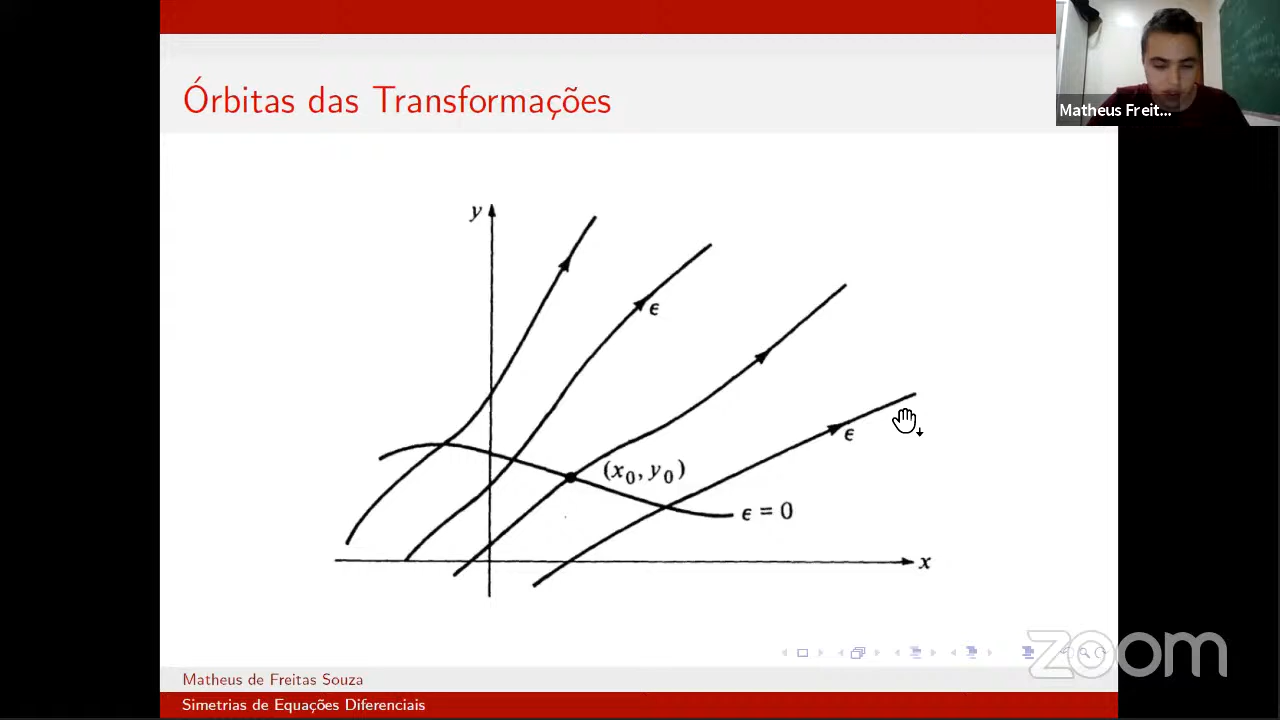 Órbitas das Transformações
Matheus Freit...
y
ϵ
ϵ
(x₀, y₀)
ϵ = 0
x
zoom
Matheus de Freitas Souza
Simetrias de Equações Diferenciais